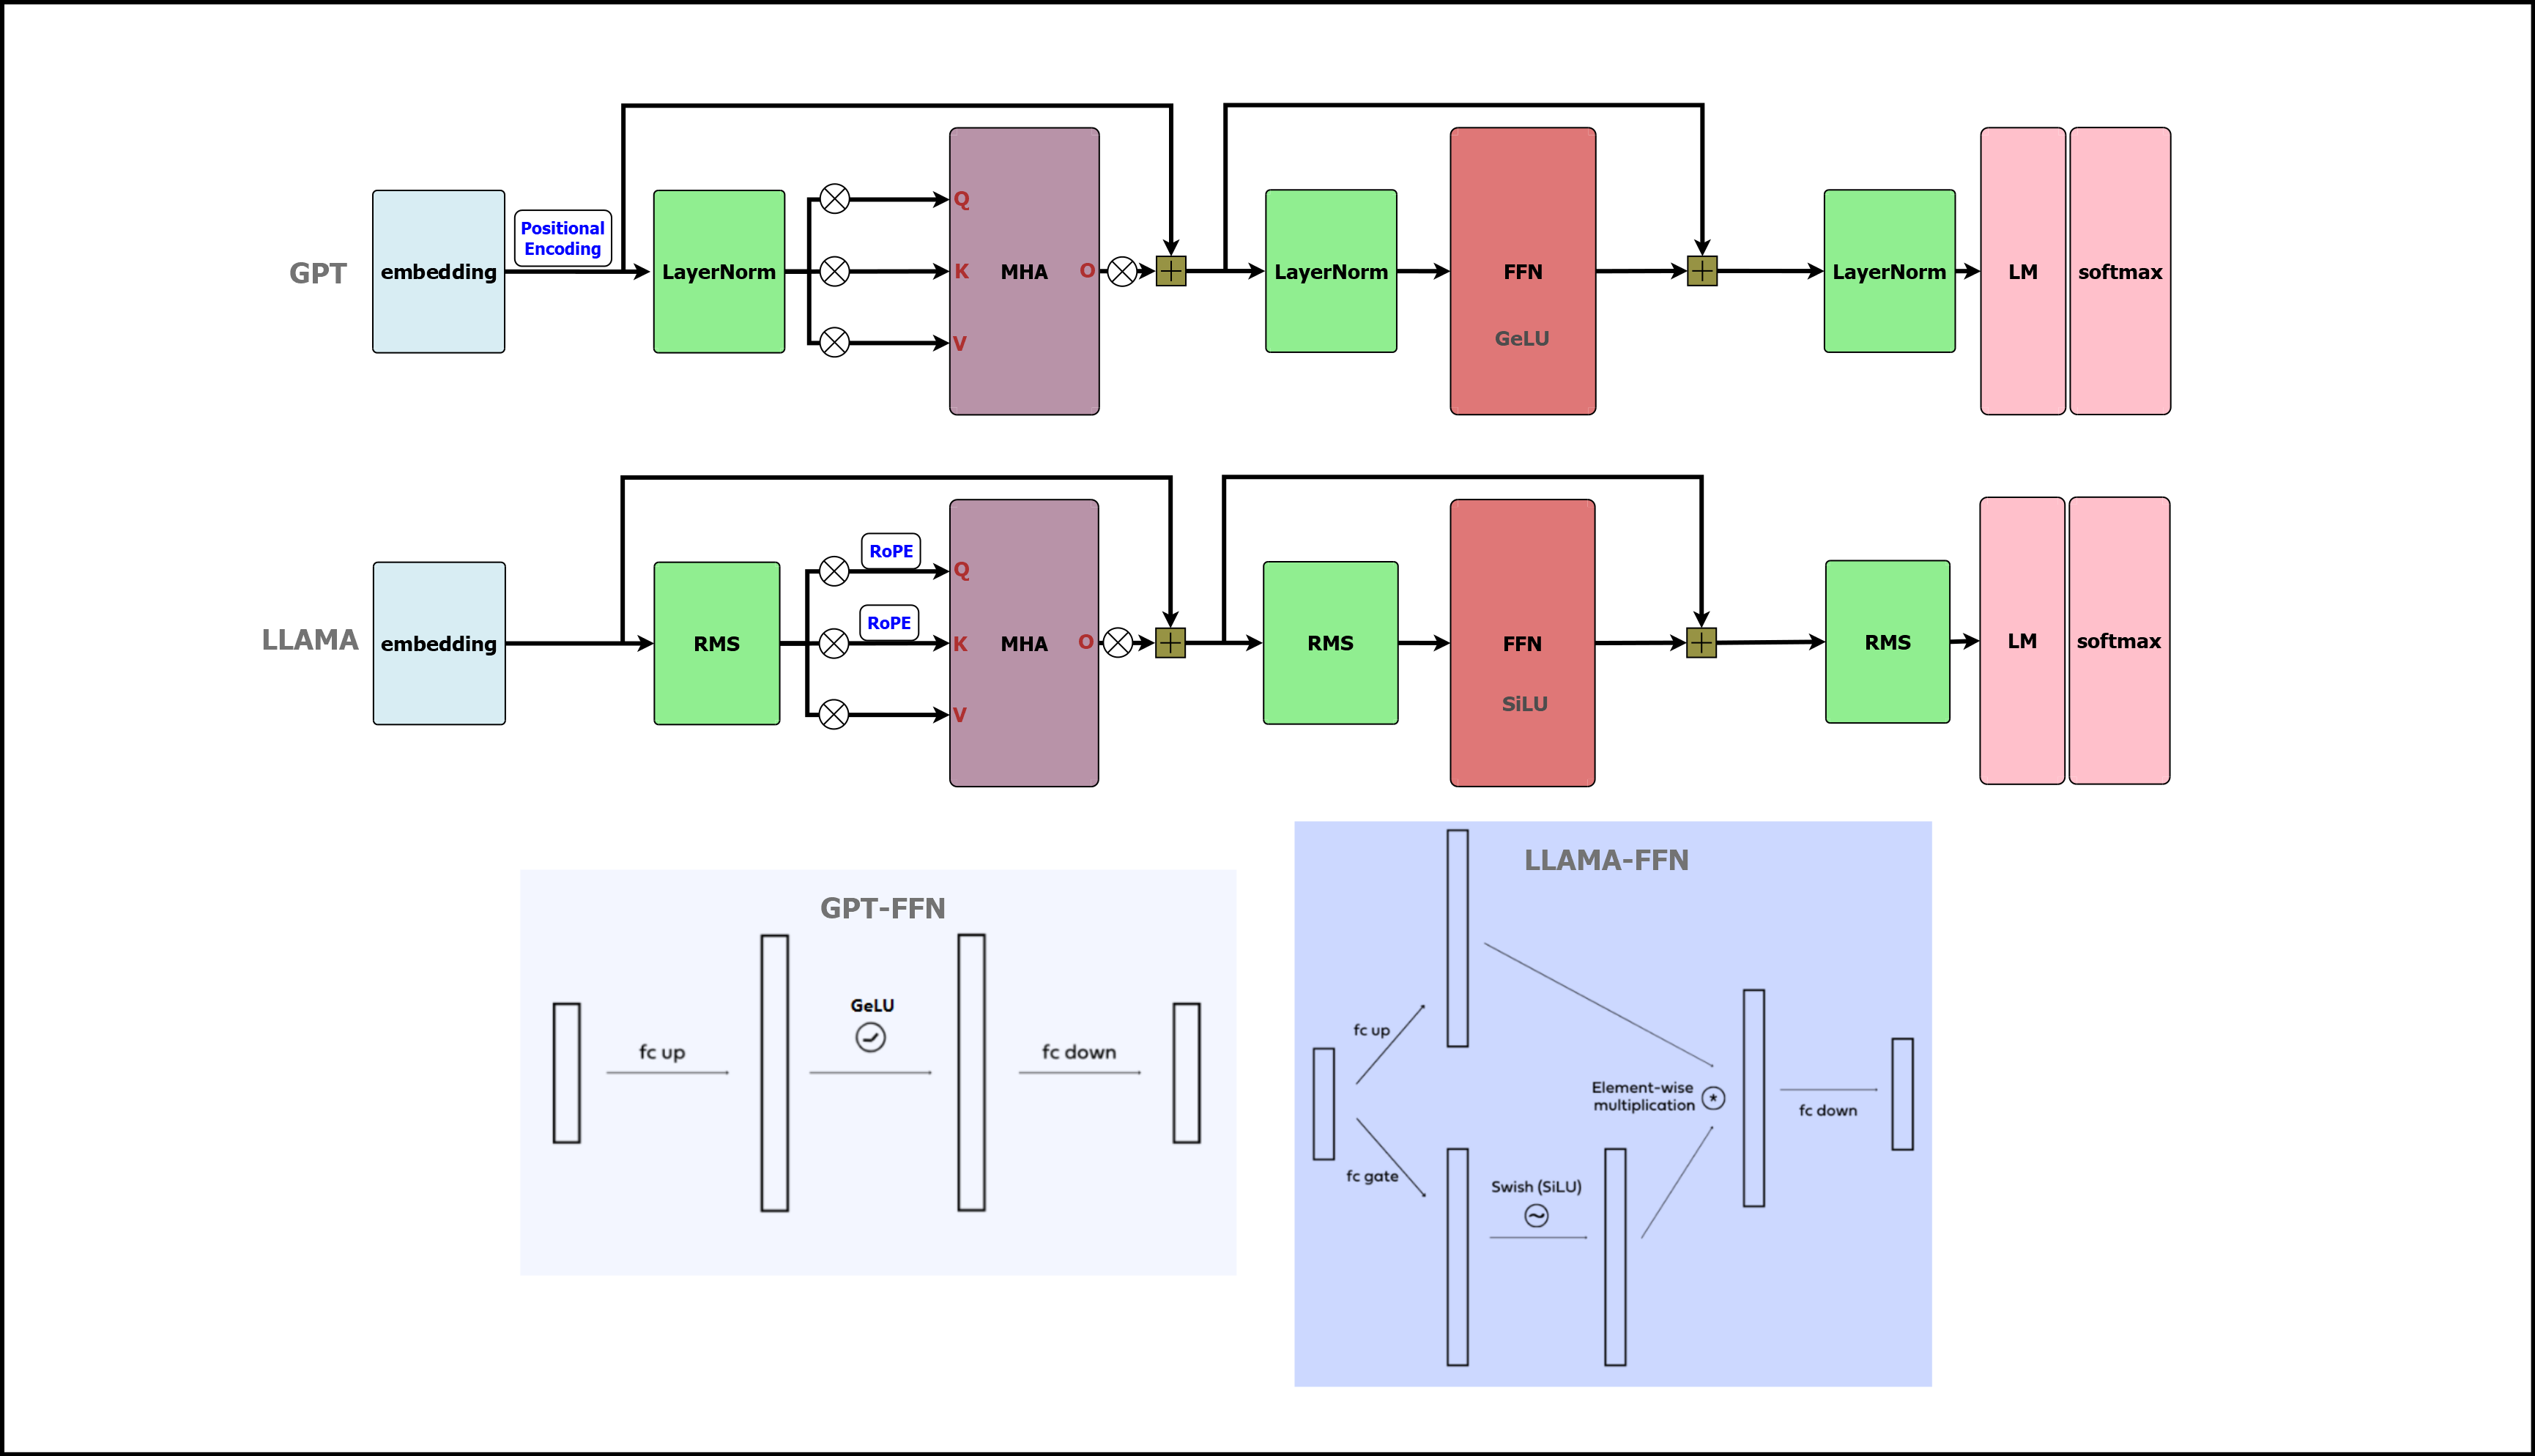 GPT
embedding
Positional
Encoding
LayerNorm
Q
K
V
MHA
O
LayerNorm
FFN
GeLU
LayerNorm
LM
softmax
LLAMA
embedding
RMS
RoPE
RoPE
Q
K
V
MHA
O
RMS
FFN
SiLU
RMS
LM
softmax
GPT-FFN
fc up
GeLU
fc down
LLAMA-FFN
fc up
fc gate
Swish (SiLU)
Element-wise
multiplication
*
fc down